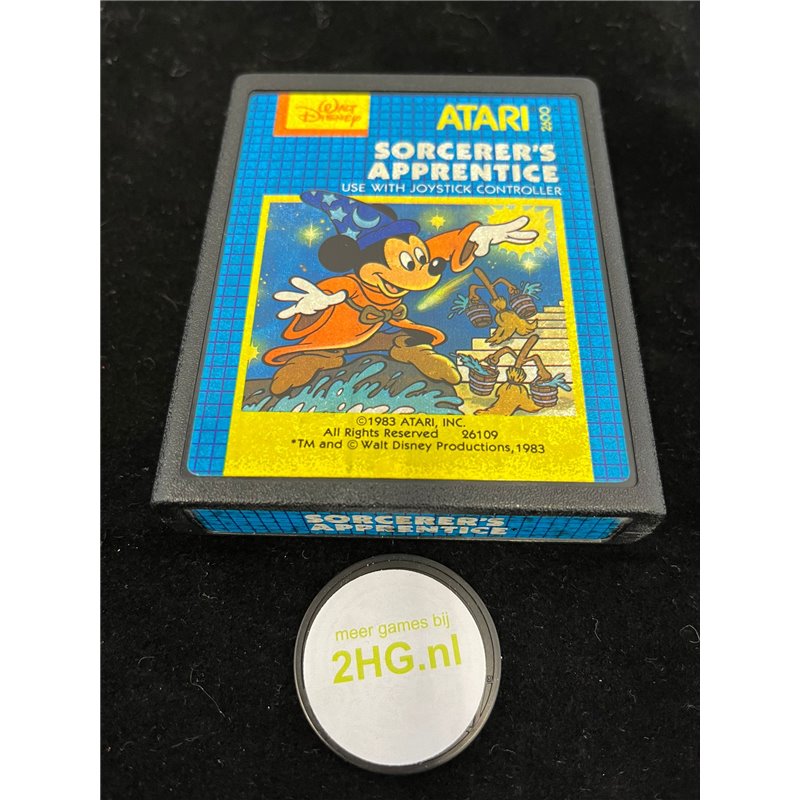 Walt Disney
ATARI 2600
SORCERER'S
APPRENTICE
USE WITH JOYSTICK CONTROLLER
©1983 ATARI, INC.
All Rights Reserved 26109
*TM and © Walt Disney Productions, 1983
SORCERER'S
APPRENTICE
meer games bij
2HG.nl